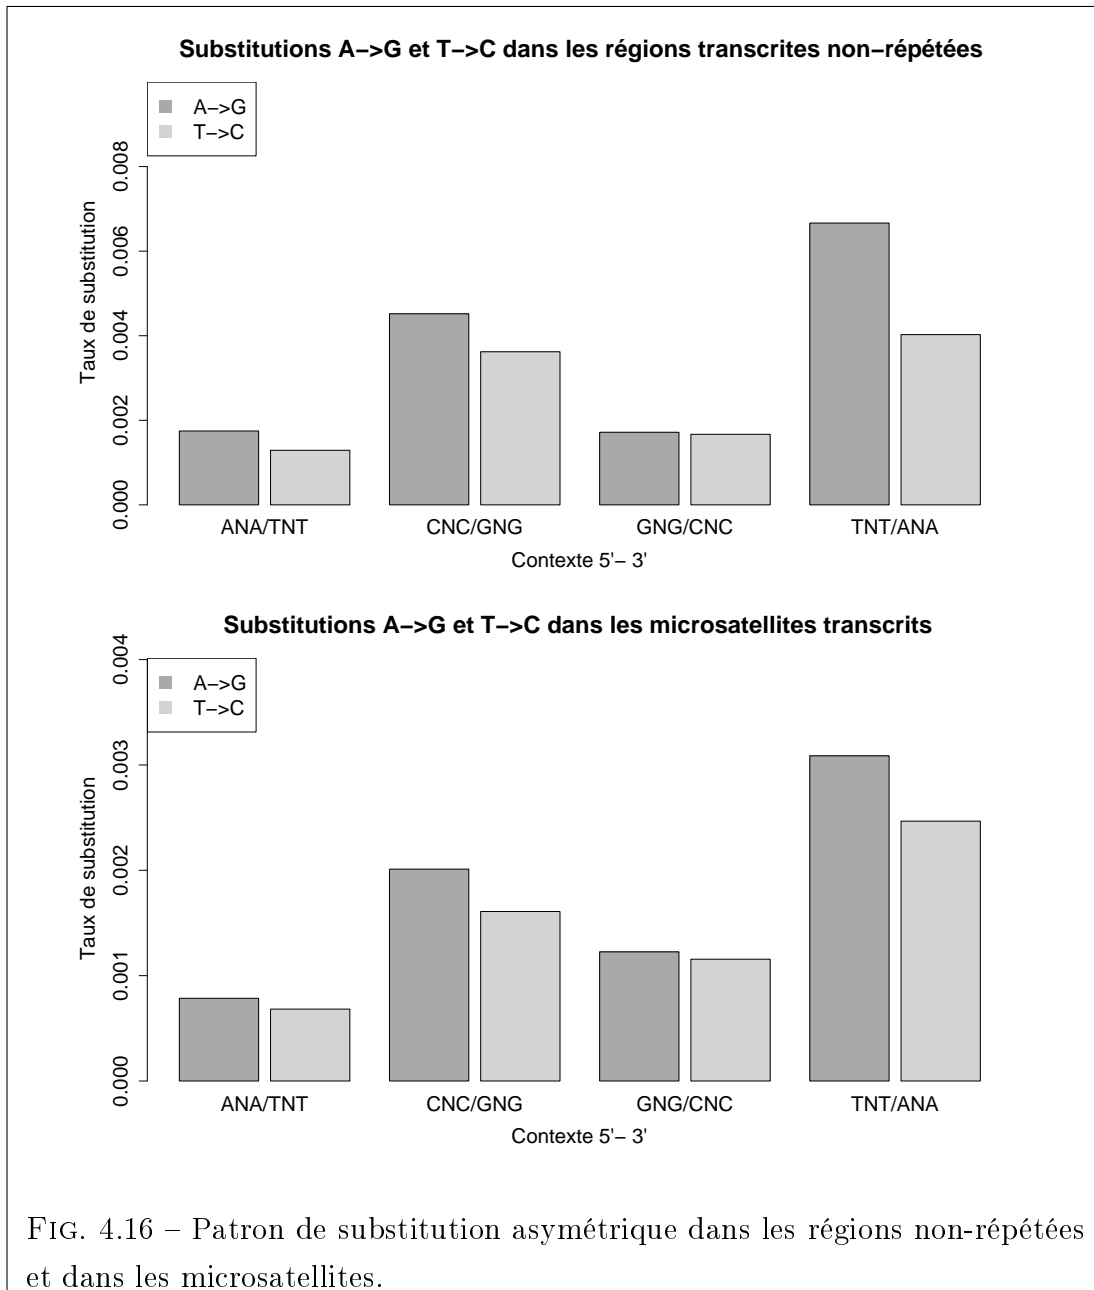 Substitutions A−>G et T−>C dans les régions transcrites non−répétées
A−>G
T−>C
Taux de substitution
0.000
0.002
0.004
0.006
0.008
ANA/TNT
CNC/GNG
GNG/CNC
TNT/ANA
Contexte 5'− 3'
Substitutions A−>G et T−>C dans les microsatellites transcrits
A−>G
T−>C
Taux de substitution
0.000
0.001
0.002
0.003
0.004
ANA/TNT
CNC/GNG
GNG/CNC
TNT/ANA
Contexte 5'− 3'
FIG. 4.16 – Patron de substitution asymétrique dans les régions non-répétées
et dans les microsatellites.